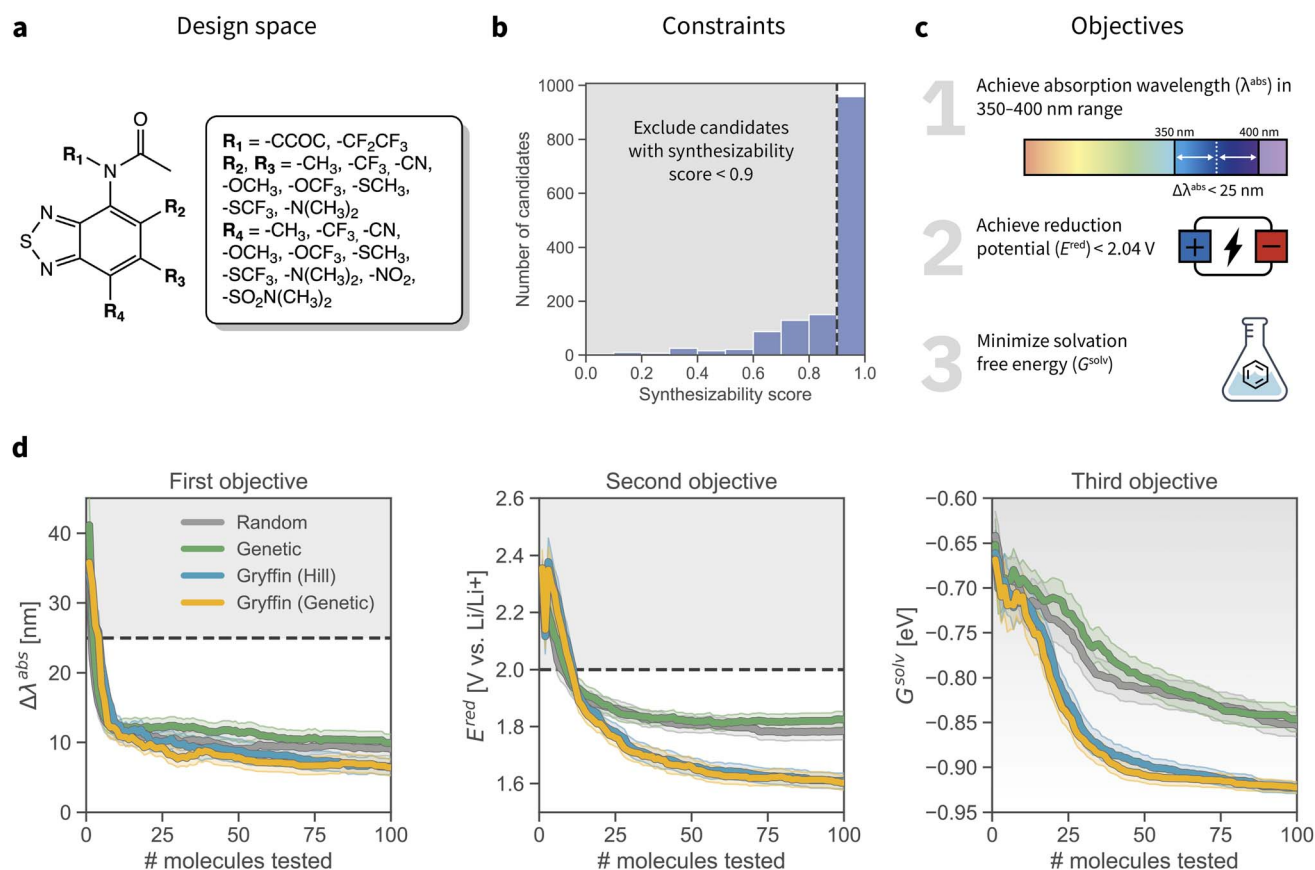 a
Design space
O
R₁
N
R₂
N
S
N
R₃
R₄
R₁ = -CCOC, -CF₂CF₃
R₂, R₃ = -CH₃, -CF₃, -CN,
-OCH₃, -OCF₃, -SCH₃,
-SCF₃, -N(CH₃)₂
R₄ = -CH₃, -CF₃, -CN,
-OCH₃, -OCF₃, -SCH₃,
-SCF₃, -N(CH₃)₂, -NO₂,
-SO₂N(CH₃)₂
b
Constraints
Number of candidates
1000
800
600
400
200
0
Exclude candidates
with synthesizability
score < 0.9
0.0 0.2 0.4 0.6 0.8 1.0
Synthesizability score
c
Objectives
1
Achieve absorption wavelength (λᵃᵇˢ) in
350–400 nm range
350 nm 400 nm
Δλᵃᵇˢ < 25 nm
2
Achieve reduction
potential (Eʳᵉᵈ) < 2.04 V
+ −
3
Minimize solvation
free energy (Gˢᵒˡᵛ)
d
First objective
Δλᵃᵇˢ [nm]
40
30
20
10
0
Random
Genetic
Gryffin (Hill)
Gryffin (Genetic)
0 25 50 75 100
# molecules tested
Second objective
Eʳᵉᵈ [V vs. Li/Li+]
2.6
2.4
2.2
2.0
1.8
1.6
0 25 50 75 100
# molecules tested
Third objective
Gˢᵒˡᵛ [eV]
−0.60
−0.65
−0.70
−0.75
−0.80
−0.85
−0.90
−0.95
0 25 50 75 100
# molecules tested